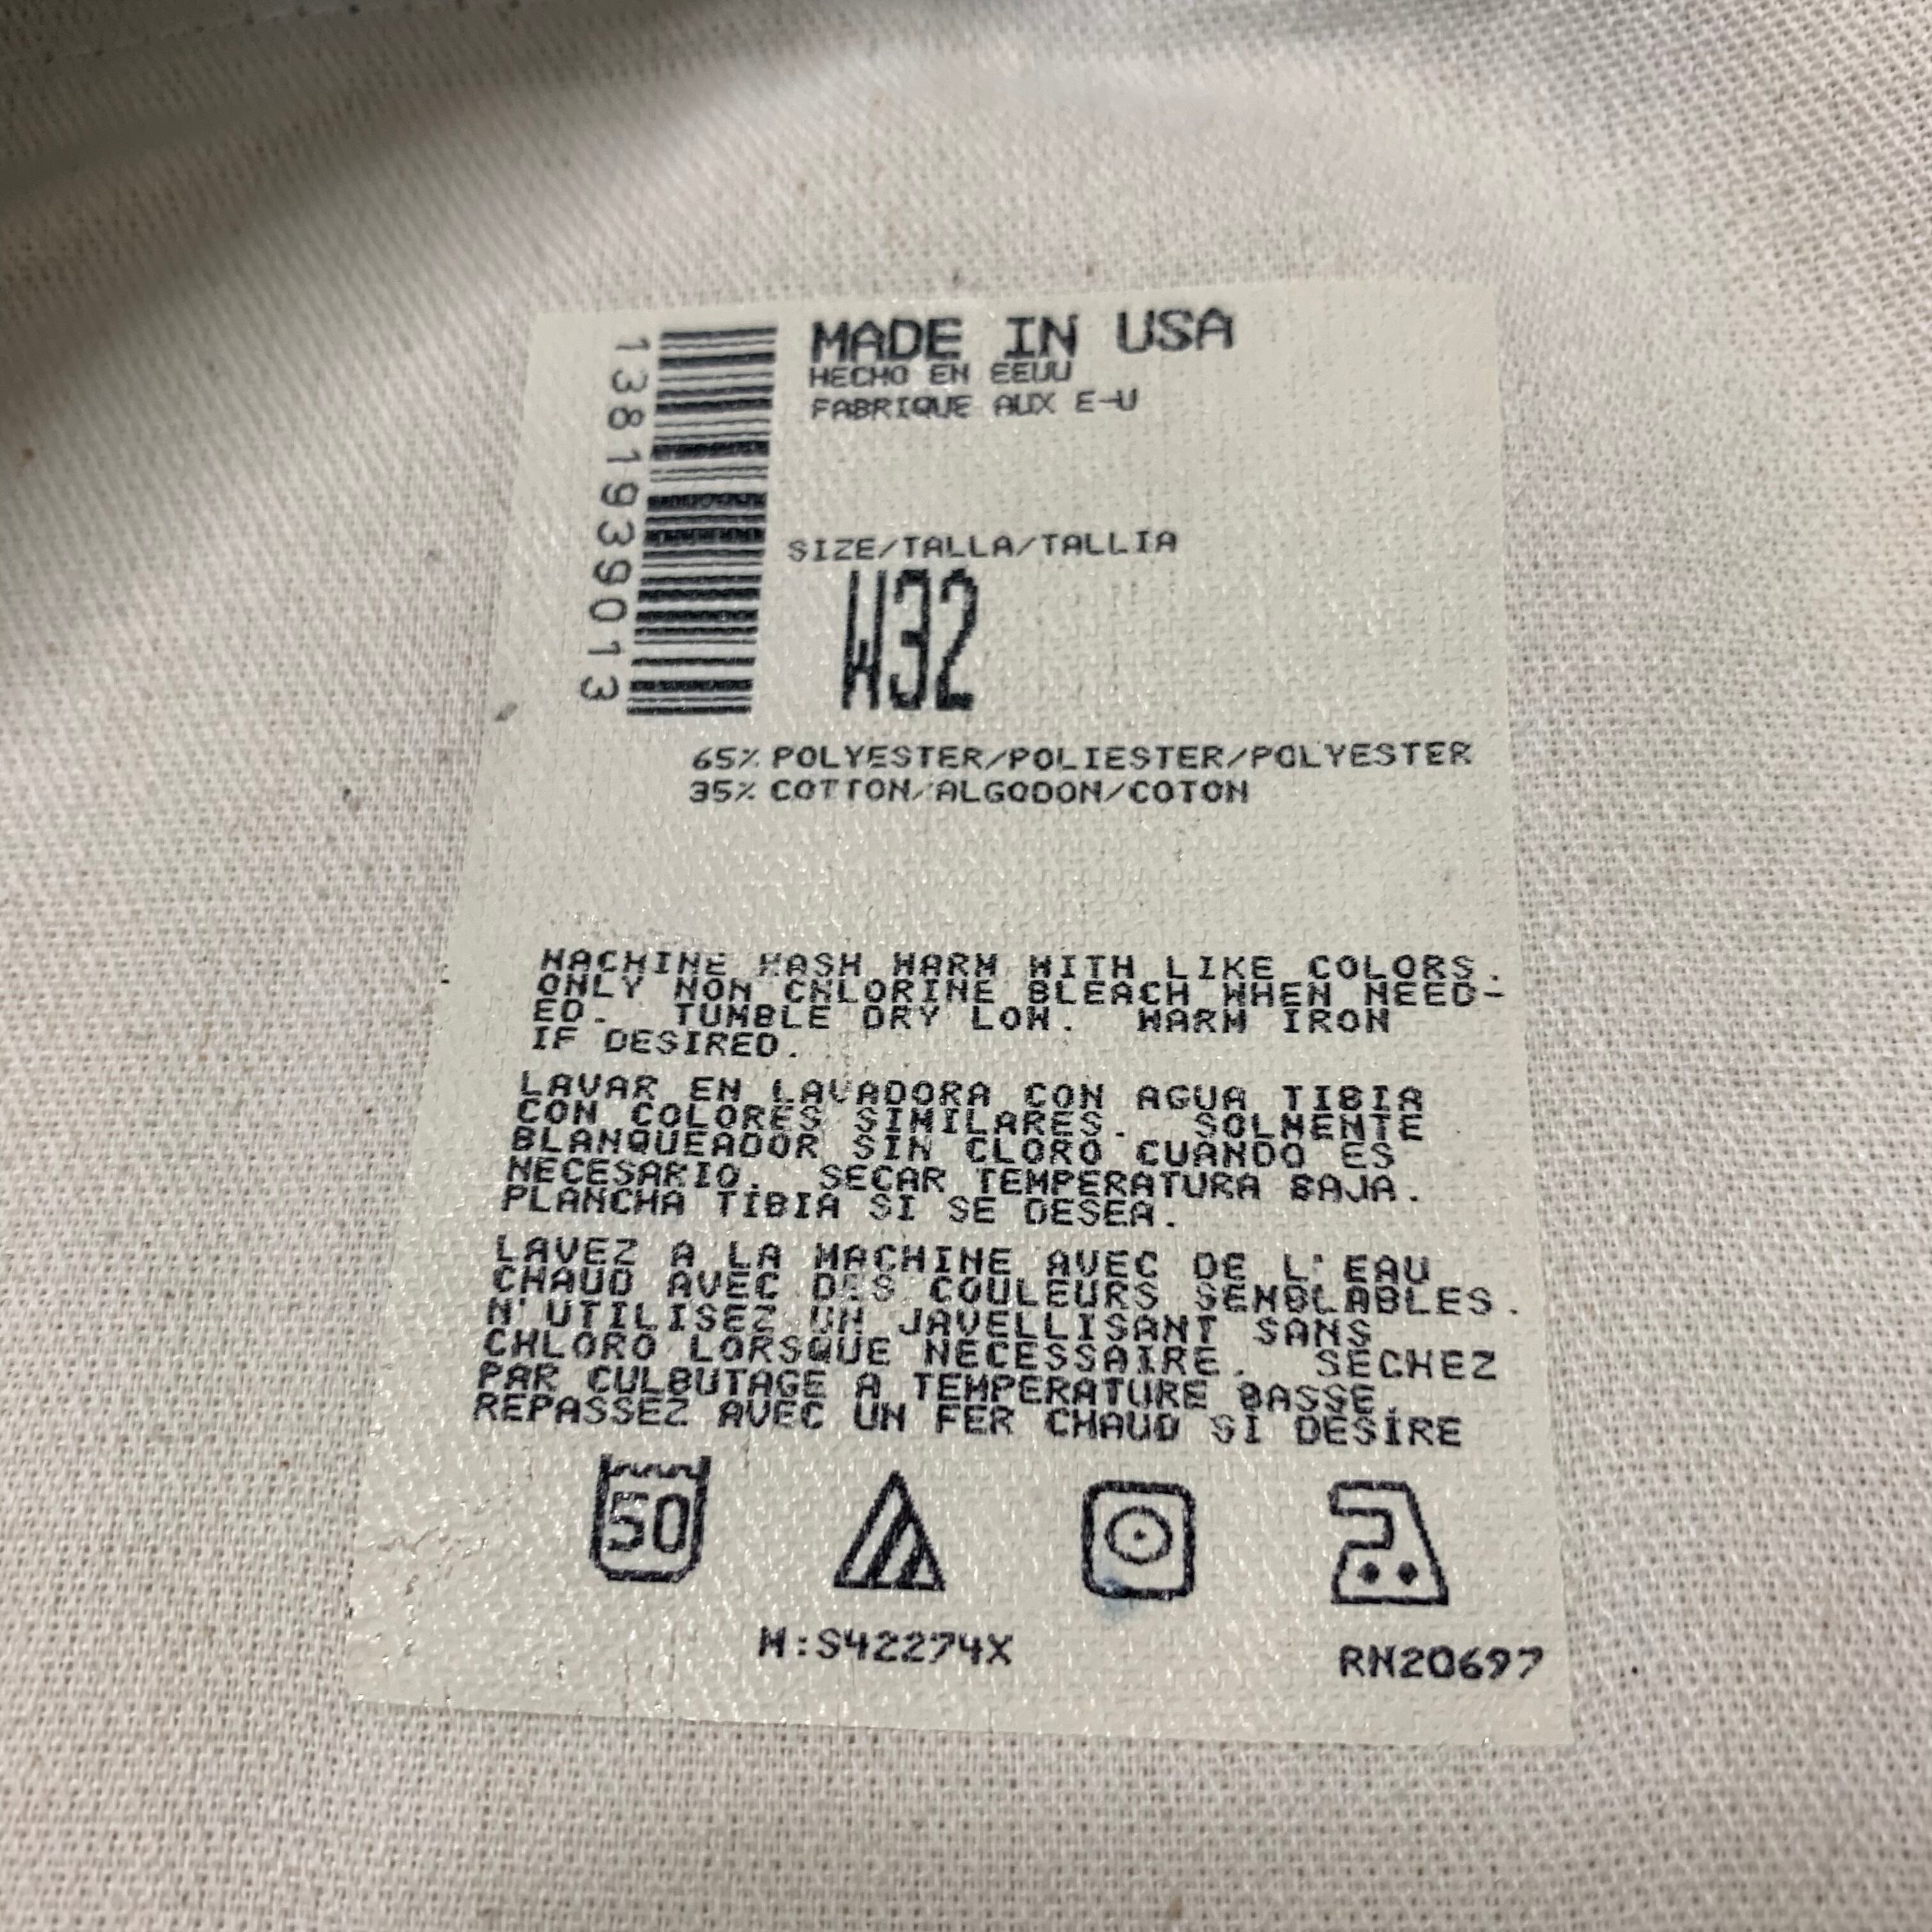 MADE IN USA
HECHO EN EEUU
FABRIQUE AUX E-U
1381939013
SIZE/TALLA/TALLIA
W32
65% POLYESTER/POLIESTER/POLYESTER
35% COTTON/ALGODON/COTON
MACHINE WASH WARM WITH LIKE COLORS.
ONLY NON CHLORINE BLEACH WHEN NEED-
ED. TUMBLE DRY LOW. WARM IRON
IF DESIRED.
LAVAR EN LAVADORA CON AGUA TIBIA
CON COLORES SIMILARES. SOLMENTE
BLANQUEADOR SIN CLORO CUANDO ES
NECESARIO. SECAR TEMPERATURA BAJA.
PLANCHA TIBIA SI SE DESEA.
LAVEZ A LA MACHINE AVEC DE L'EAU
CHAUD AVEC DES COULEURS SEMBLABLES.
N'UTILISEZ UN JAVELLISANT SANS
CHLORO LORSQUE NECESSAIRE. SECHEZ
PAR CULBUTAGE A TEMPERATURE BASSE.
REPASSEZ AVEC UN FER CHAUD SI DESIRE
50
M:S42274X
RN20697